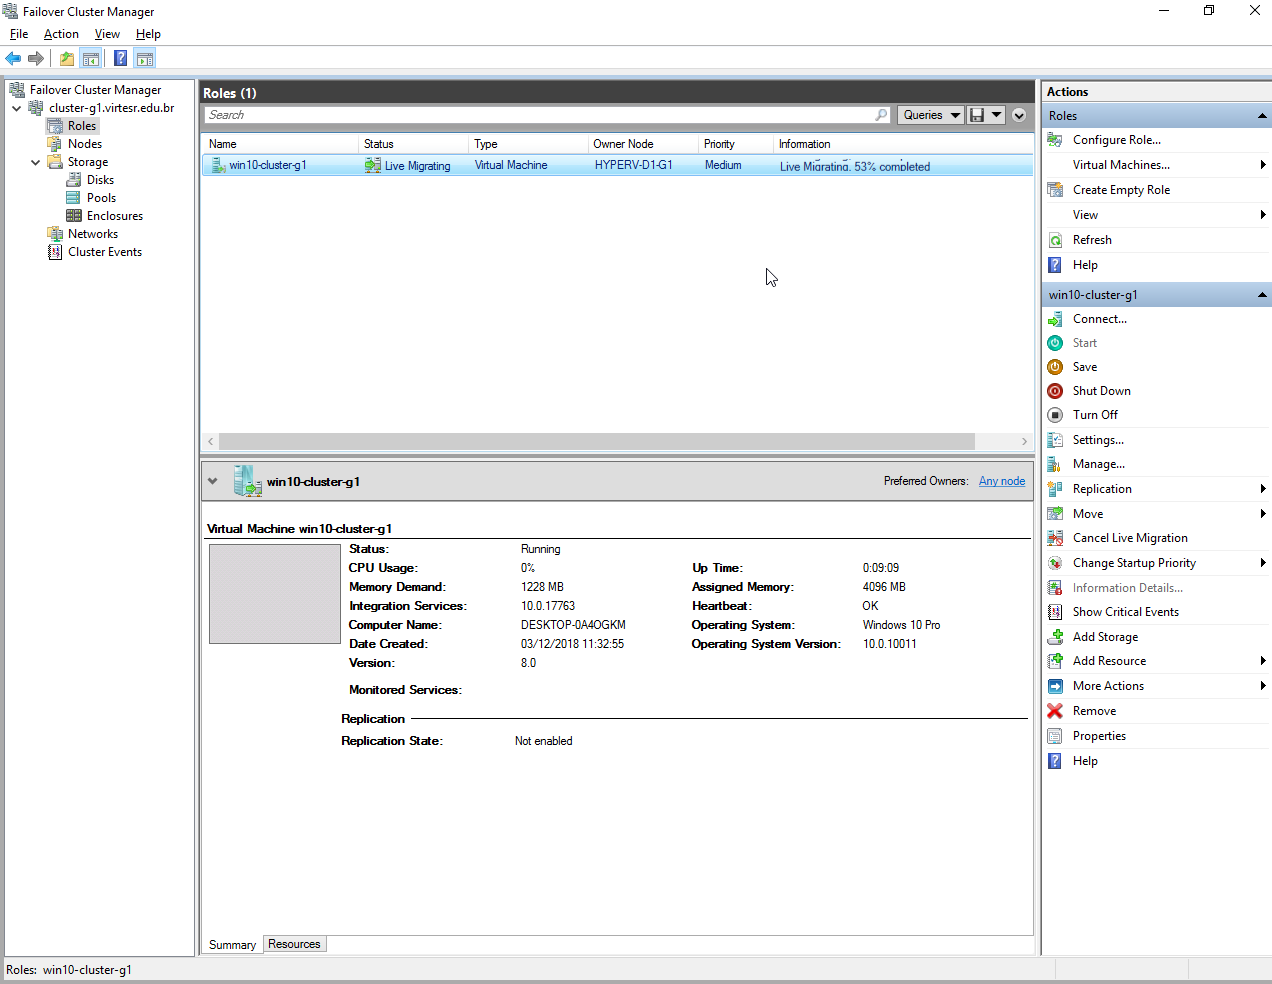 Failover Cluster Manager
File Action View Help
Failover Cluster Manager
cluster-g1.virtesr.edu.br
Roles
Nodes
Storage
Disks
Pools
Enclosures
Networks
Cluster Events
Roles (1)
Search
Queries
Name Status Type Owner Node Priority Information
win10-cluster-g1 Live Migrating Virtual Machine HYPERV-D1-G1 Medium Live Migrating, 53% completed
win10-cluster-g1
Preferred Owners: Any node
Virtual Machine win10-cluster-g1
Status: Running
CPU Usage: 0% Up Time: 0:09:09
Memory Demand: 1228 MB Assigned Memory: 4096 MB
Integration Services: 10.0.17763 Heartbeat: OK
Computer Name: DESKTOP-0A4OGKM Operating System: Windows 10 Pro
Date Created: 03/12/2018 11:32:55 Operating System Version: 10.0.10011
Version: 8.0
Monitored Services:
Replication
Replication State: Not enabled
Summary Resources
Actions
Roles
Configure Role...
Virtual Machines...
Create Empty Role
View
Refresh
Help
win10-cluster-g1
Connect...
Start
Save
Shut Down
Turn Off
Settings...
Manage...
Replication
Move
Cancel Live Migration
Change Startup Priority
Information Details...
Show Critical Events
Add Storage
Add Resource
More Actions
Remove
Properties
Help
Roles: win10-cluster-g1